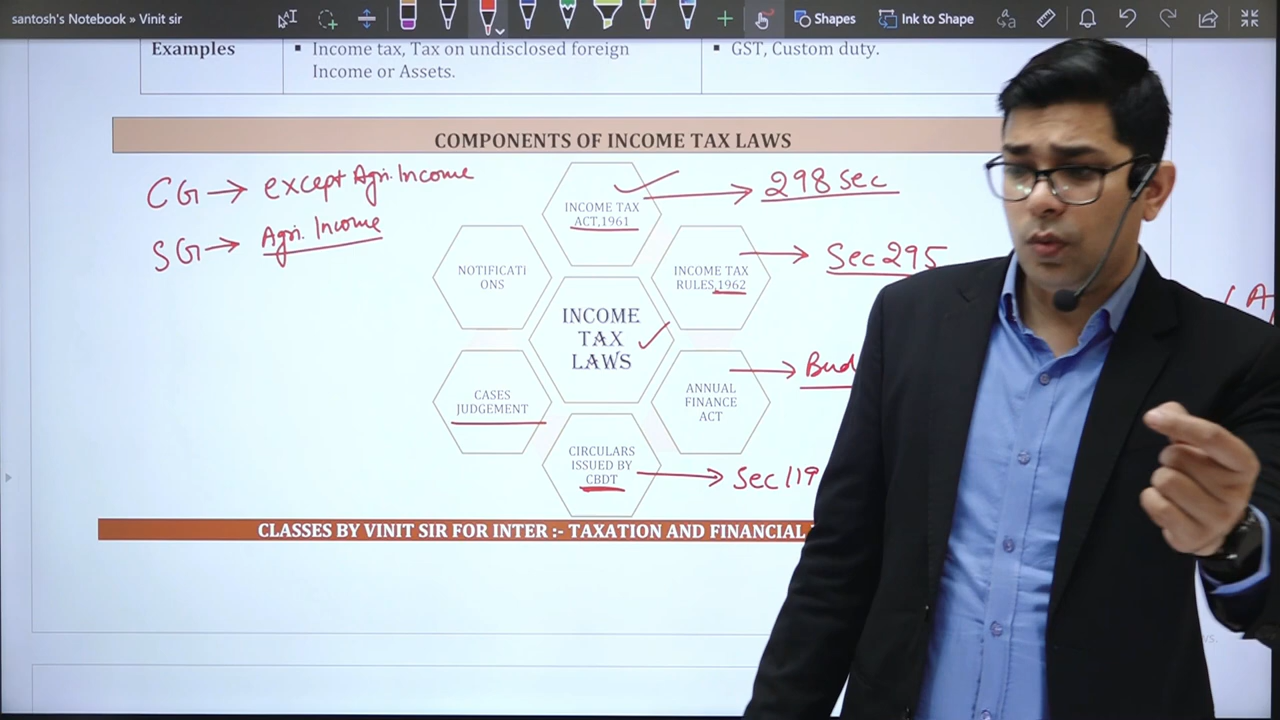 santosh's Notebook » Vinit sir
Shapes
Ink to Shape
Examples
Income tax, Tax on undisclosed foreign
Income or Assets.
GST, Custom duty.
COMPONENTS OF INCOME TAX LAWS
CG → except Agri. Income
SG → Agri. Income
INCOME TAX
ACT,1961
→ 298 Sec
NOTIFICATI
ONS
INCOME TAX
RULES,1962
→ Sec 295
INCOME
TAX
LAWS
CASES
JUDGEMENT
ANNUAL
FINANCE
ACT
→ Bud
CIRCULARS
ISSUED BY
CBDT
→ Sec 119
CLASSES BY VINIT SIR FOR INTER :- TAXATION AND FINANCIAL